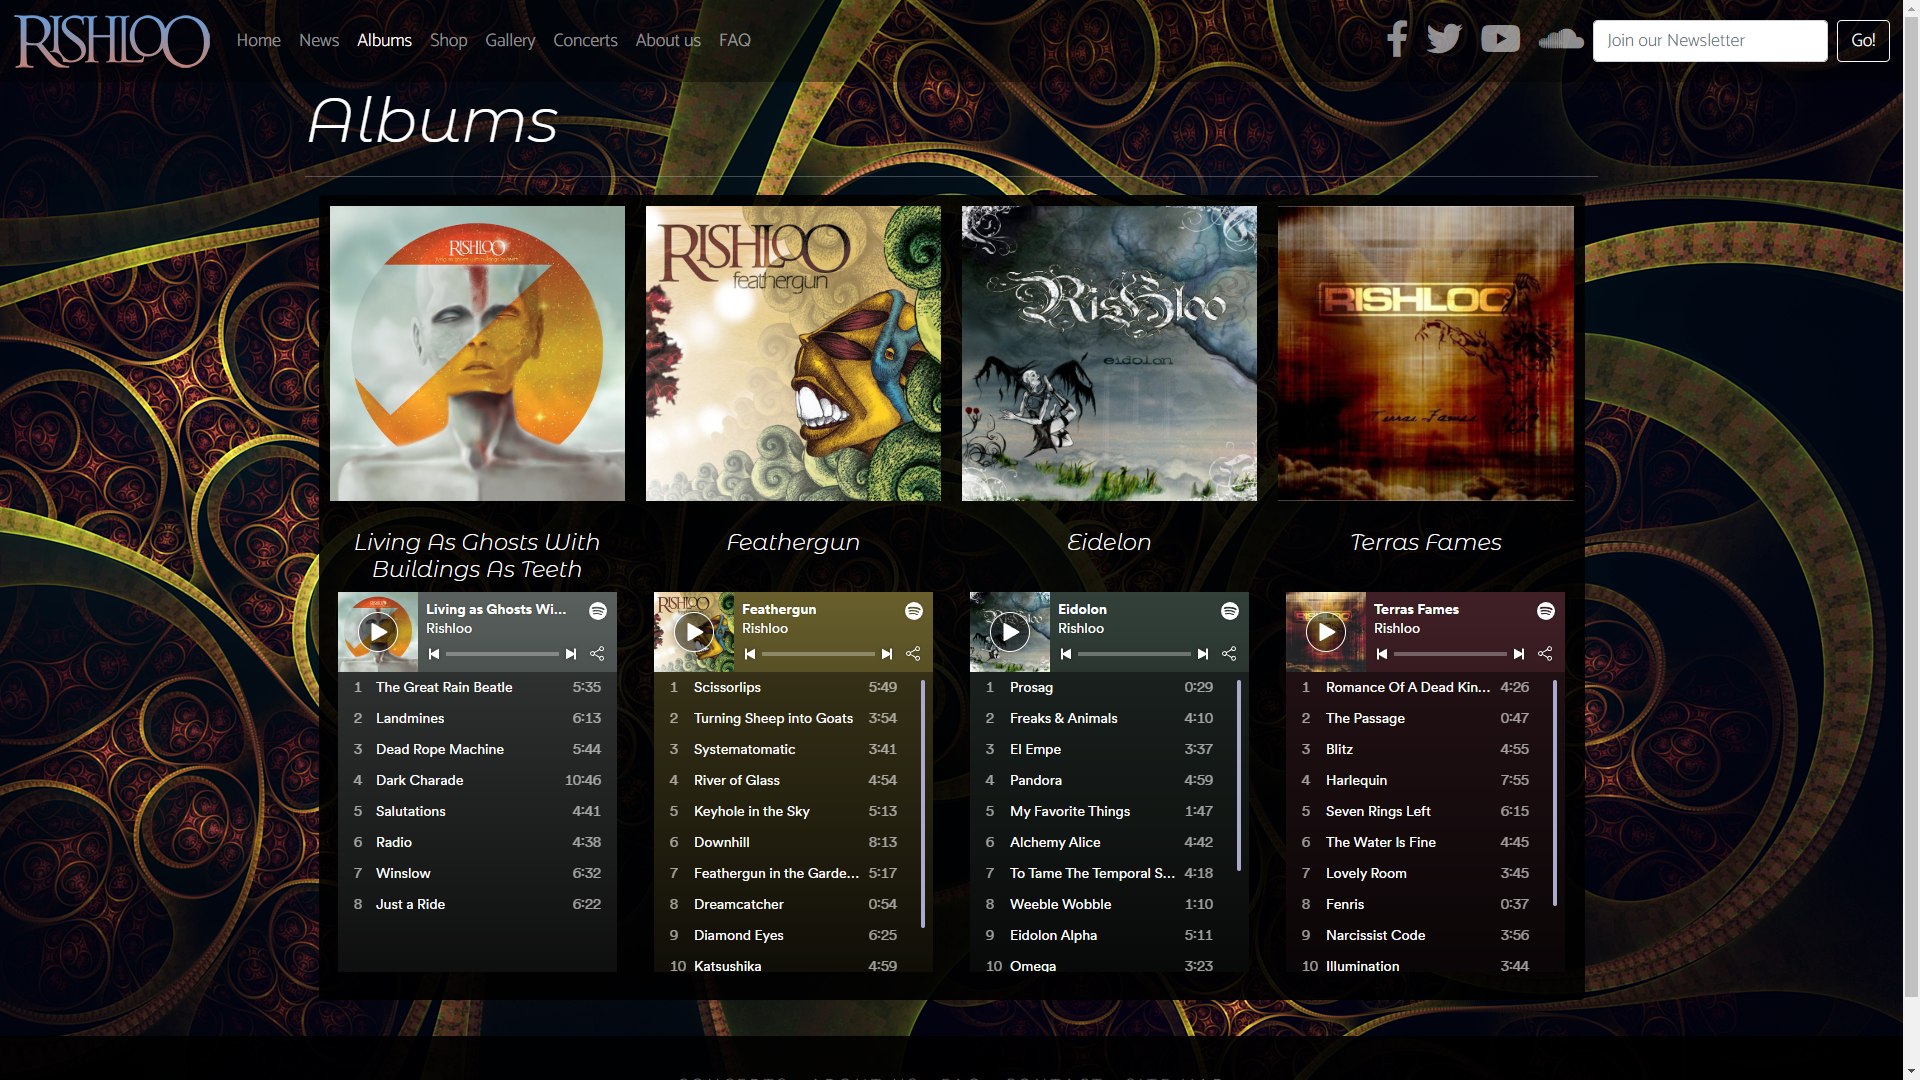 RISHLOO
Home News Albums Shop Gallery Concerts About us FAQ
Join our Newsletter
Go!
Albums
RISHLOO
RISHLOO
feathergun
RisHloo
eidolon
RISHLOO
Terras Fames
Living As Ghosts With
Buildings As Teeth
Living as Ghosts Wi...
Rishloo
1 The Great Rain Beatle 5:35
2 Landmines 6:13
3 Dead Rope Machine 5:44
4 Dark Charade 10:46
5 Salutations 4:41
6 Radio 4:38
7 Winslow 6:32
8 Just a Ride 6:22
Feathergun
Feathergun
Rishloo
1 Scissorlips 5:49
2 Turning Sheep into Goats 3:54
3 Systematomatic 3:41
4 River of Glass 4:54
5 Keyhole in the Sky 5:13
6 Downhill 8:13
7 Feathergun in the Garde... 5:17
8 Dreamcatcher 0:54
9 Diamond Eyes 6:25
10 Katsushika 4:59
Eidelon
Eidolon
Rishloo
1 Prosag 0:29
2 Freaks & Animals 4:10
3 El Empe 3:37
4 Pandora 4:59
5 My Favorite Things 1:47
6 Alchemy Alice 4:42
7 To Tame The Temporal S... 4:18
8 Weeble Wobble 1:10
9 Eidolon Alpha 5:11
10 Omega 3:23
Terras Fames
Terras Fames
Rishloo
1 Romance Of A Dead Kin... 4:26
2 The Passage 0:47
3 Blitz 4:55
4 Harlequin 7:55
5 Seven Rings Left 6:15
6 The Water Is Fine 4:45
7 Lovely Room 3:45
8 Fenris 0:37
9 Narcissist Code 3:56
10 Illumination 3:44